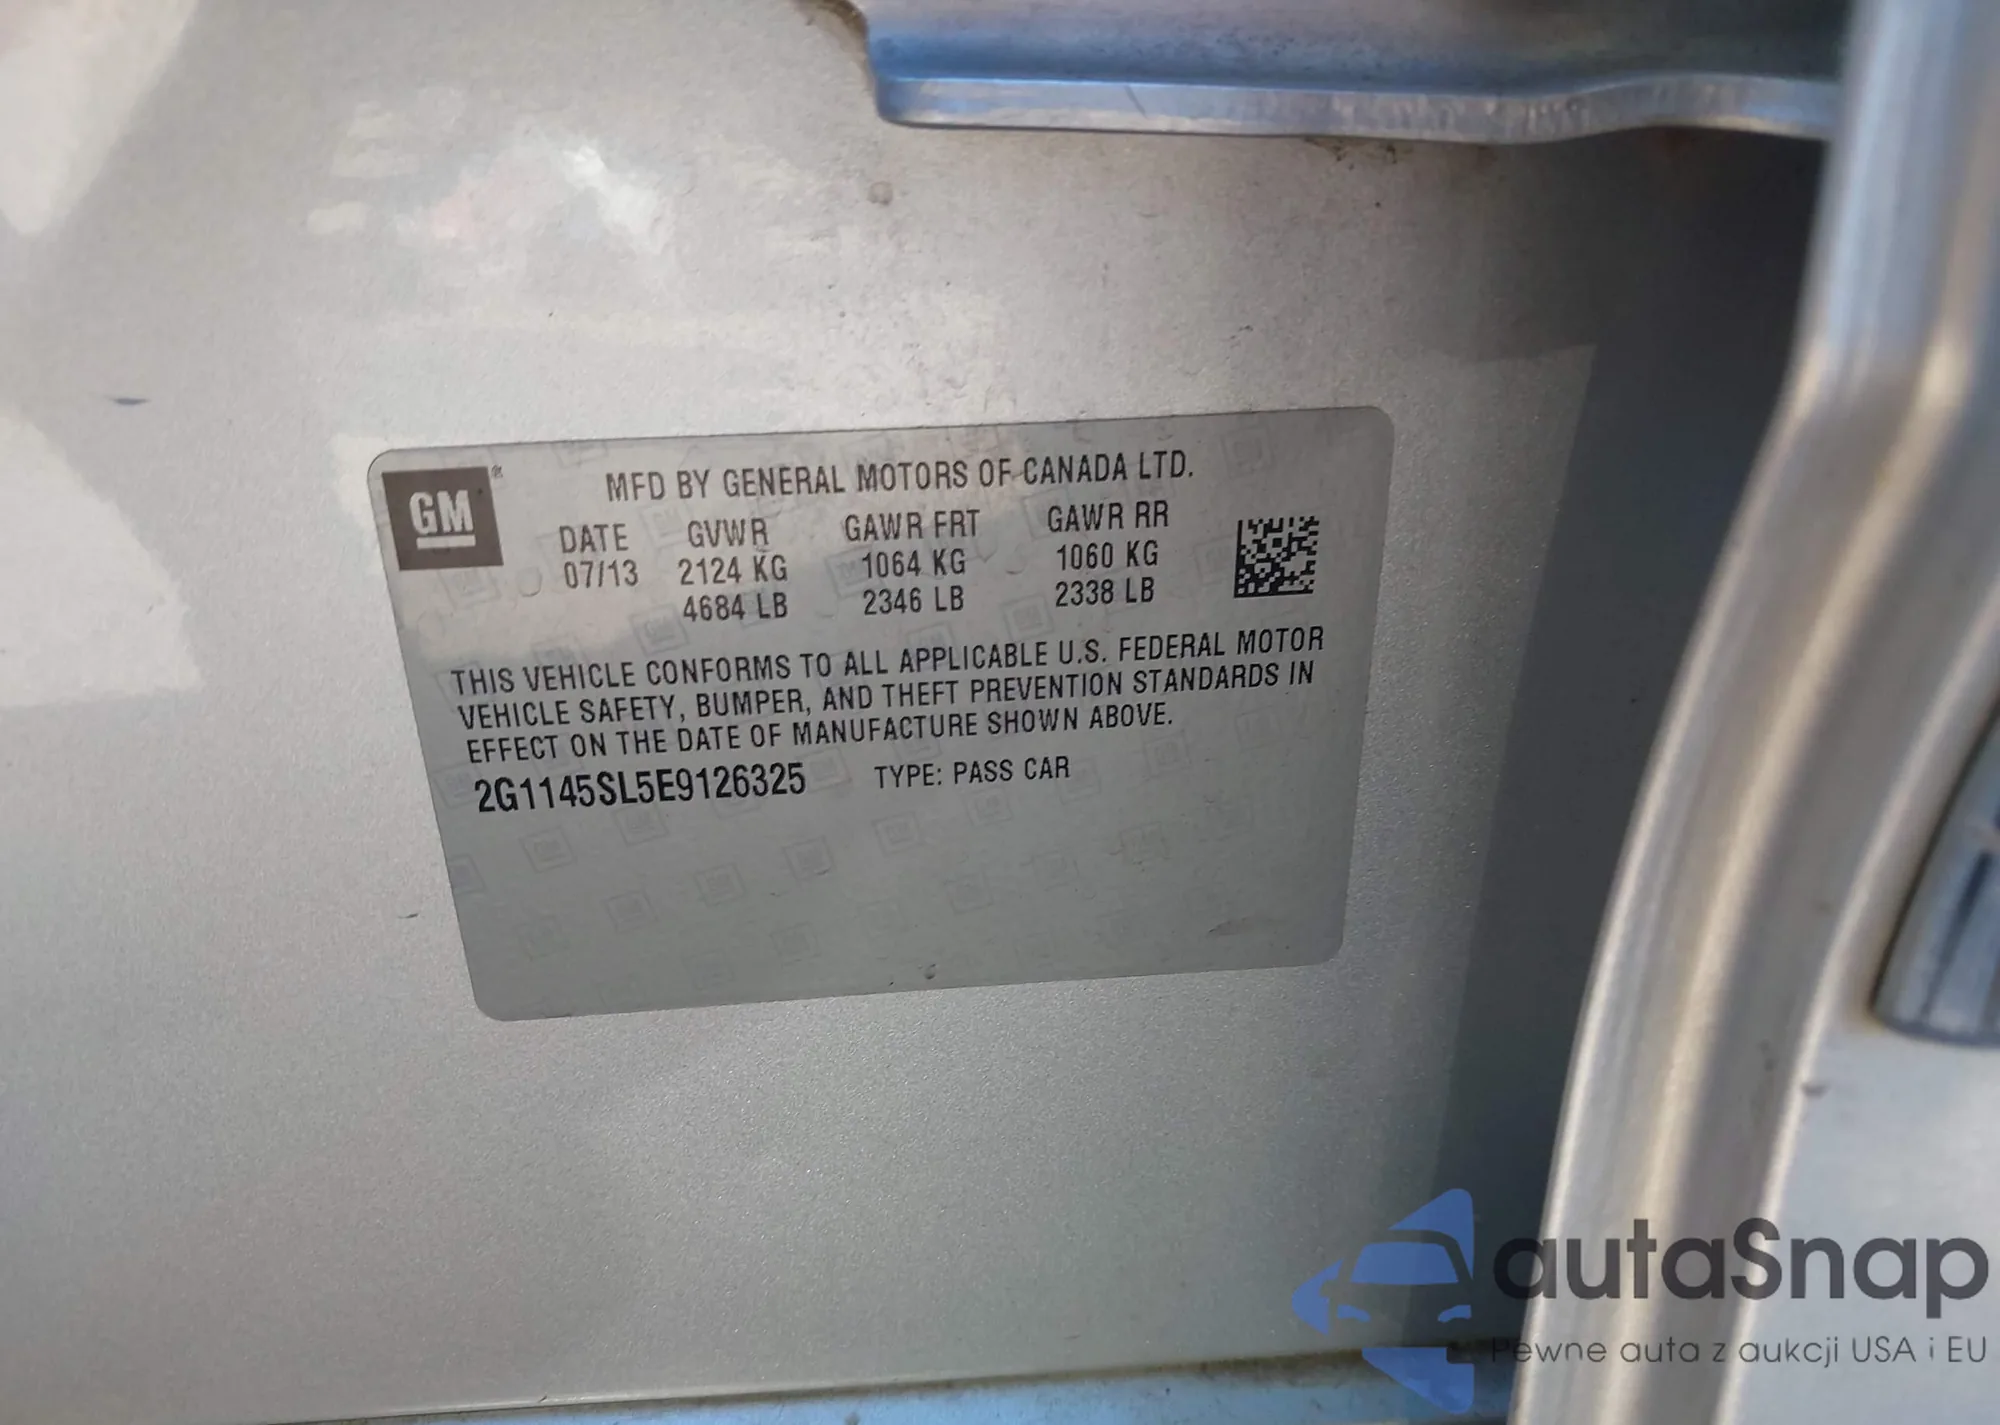 GM ®
MFD BY GENERAL MOTORS OF CANADA LTD.
DATE GVWR GAWR FRT GAWR RR
07/13 2124 KG 1064 KG 1060 KG
4684 LB 2346 LB 2338 LB
THIS VEHICLE CONFORMS TO ALL APPLICABLE U.S. FEDERAL MOTOR
VEHICLE SAFETY, BUMPER, AND THEFT PREVENTION STANDARDS IN
EFFECT ON THE DATE OF MANUFACTURE SHOWN ABOVE.
2G1145SL5E9126325 TYPE: PASS CAR
autaSnap
Pewne auta z aukcji USA i EU